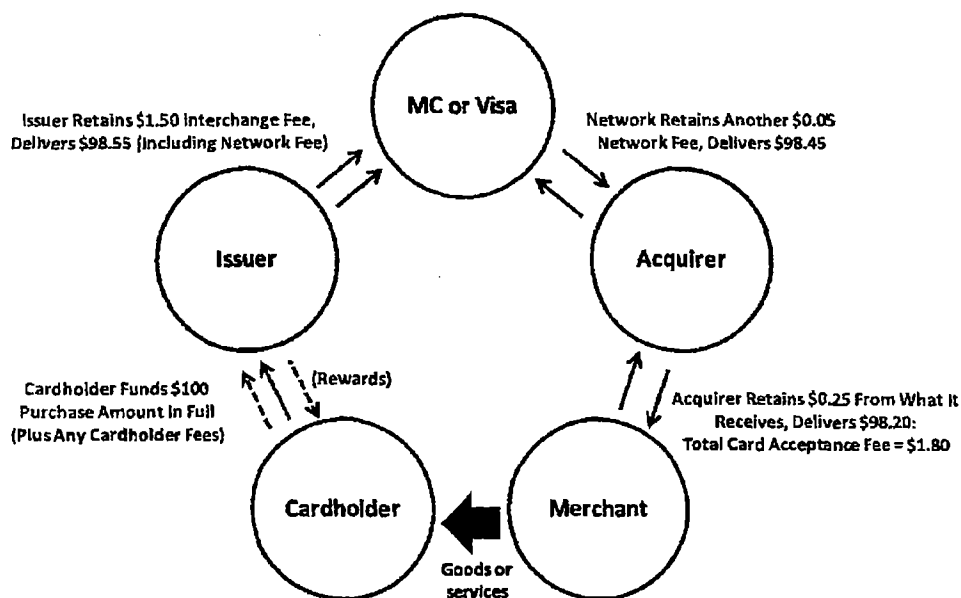 MC or Visa
Issuer Retains $1.50 Interchange Fee,
Delivers $98.55 (Including Network Fee)
Network Retains Another $0.05
Network Fee, Delivers $98.45
Issuer
Acquirer
Cardholder Funds $100
Purchase Amount in Full
(Plus Any Cardholder Fees)
(Rewards)
Acquirer Retains $0.25 From What It
Receives, Delivers $98.20:
Total Card Acceptance Fee = $1.80
Cardholder
Merchant
Goods or
services